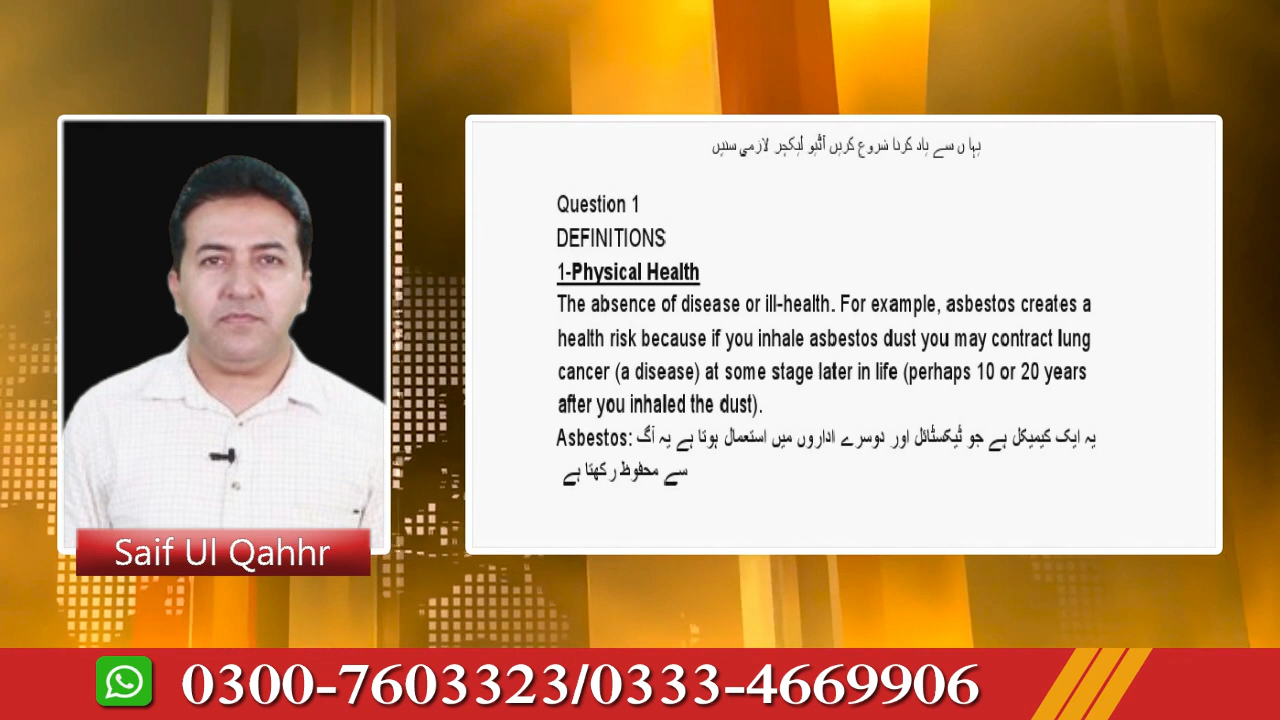 یہا ں سے یاد کرنا شروع کریں آڈیو لیکچر لازمی سنیں
Question 1
DEFINITIONS
1-Physical Health
The absence of disease or ill-health. For example, asbestos creates a
health risk because if you inhale asbestos dust you may contract lung
cancer (a disease) at some stage later in life (perhaps 10 or 20 years
after you inhaled the dust).
Asbestos: یہ ایک کیمیکل ہے جو ٹیکسٹائل اور دوسرے اداروں میں استعمال ہوتا ہے یہ آگ
سے محفوظ رکھتا ہے
Saif Ul Qahhr
0300-7603323/0333-4669906